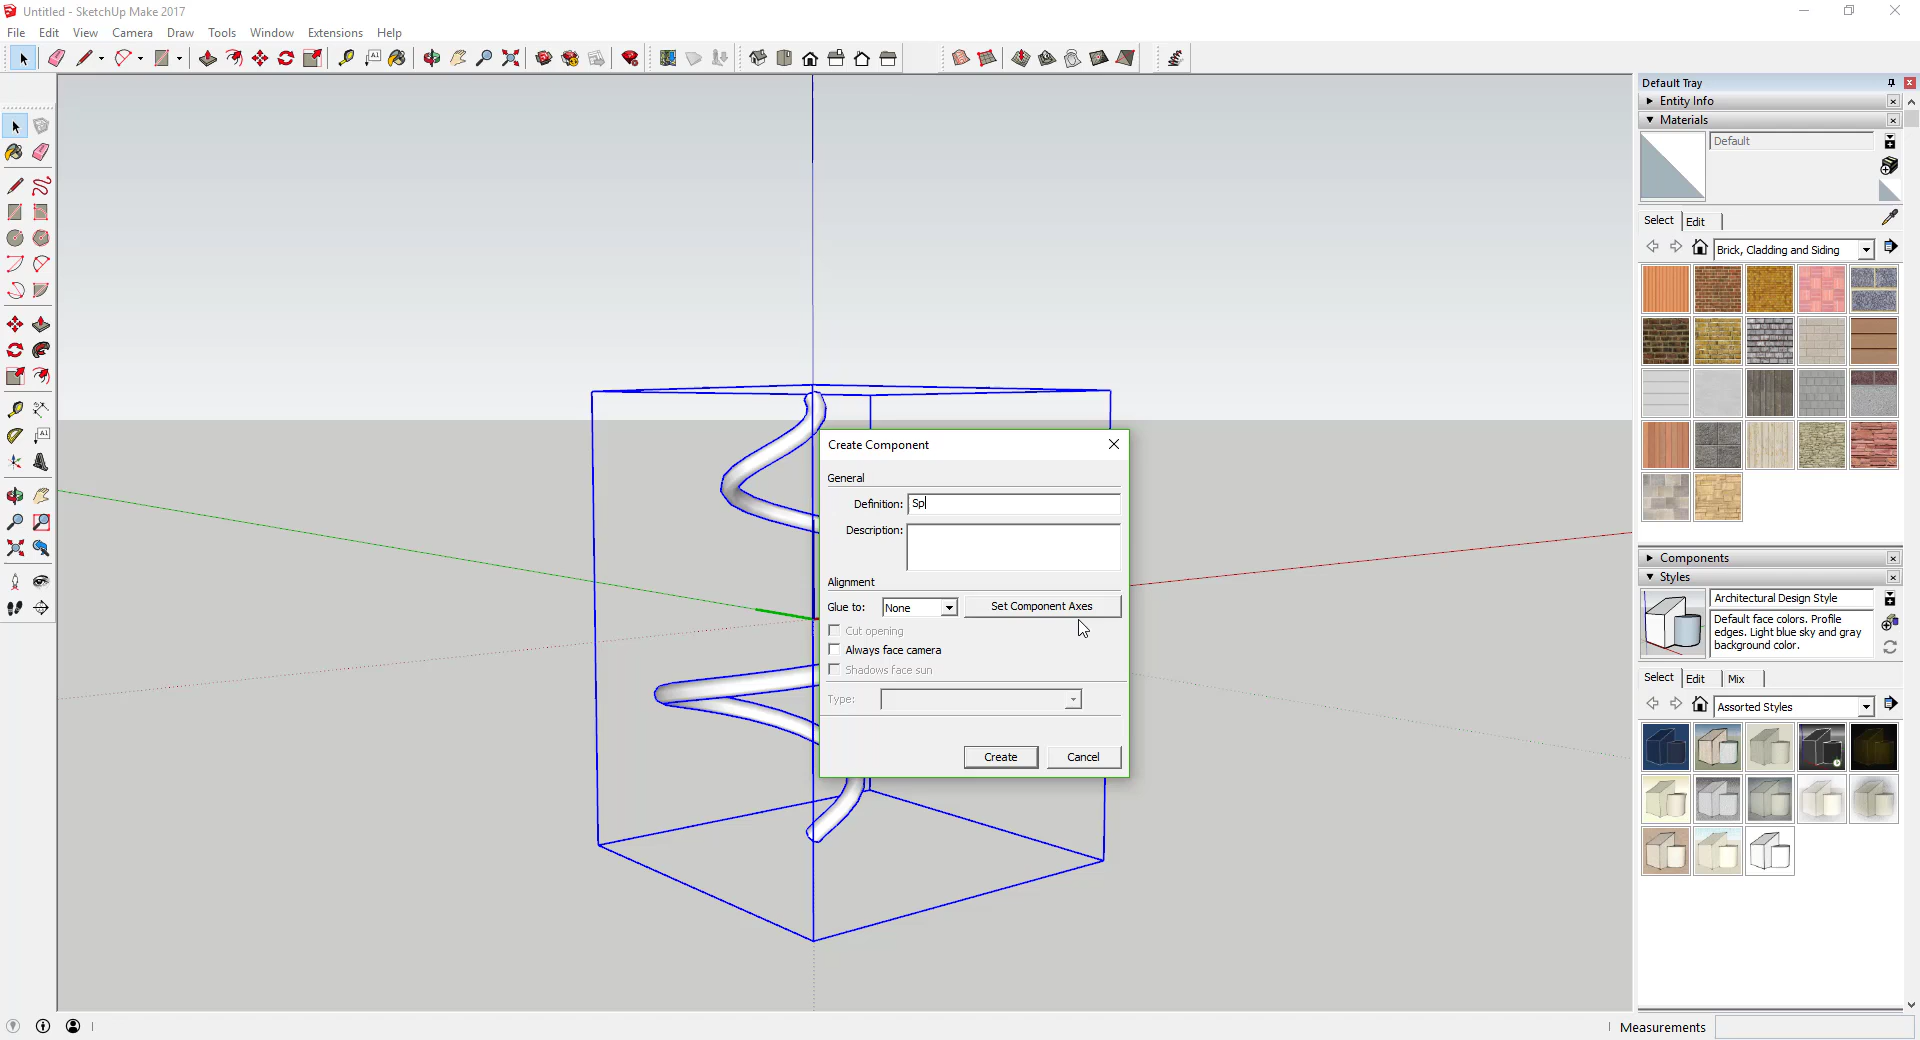 Untitled - SketchUp Make 2017
File Edit View Camera Draw Tools Window Extensions Help
Default Tray
Entity Info
Materials
Default
Select Edit
Brick, Cladding and Siding
Create Component
General
Definition: Sp
Description:
Alignment
Glue to: None Set Component Axes
Cut opening
Always face camera
Shadows face sun
Type:
Create Cancel
Components
Styles
Architectural Design Style
Default face colors. Profile
edges. Light blue sky and gray
background color.
Select Edit Mix
Assorted Styles
Measurements